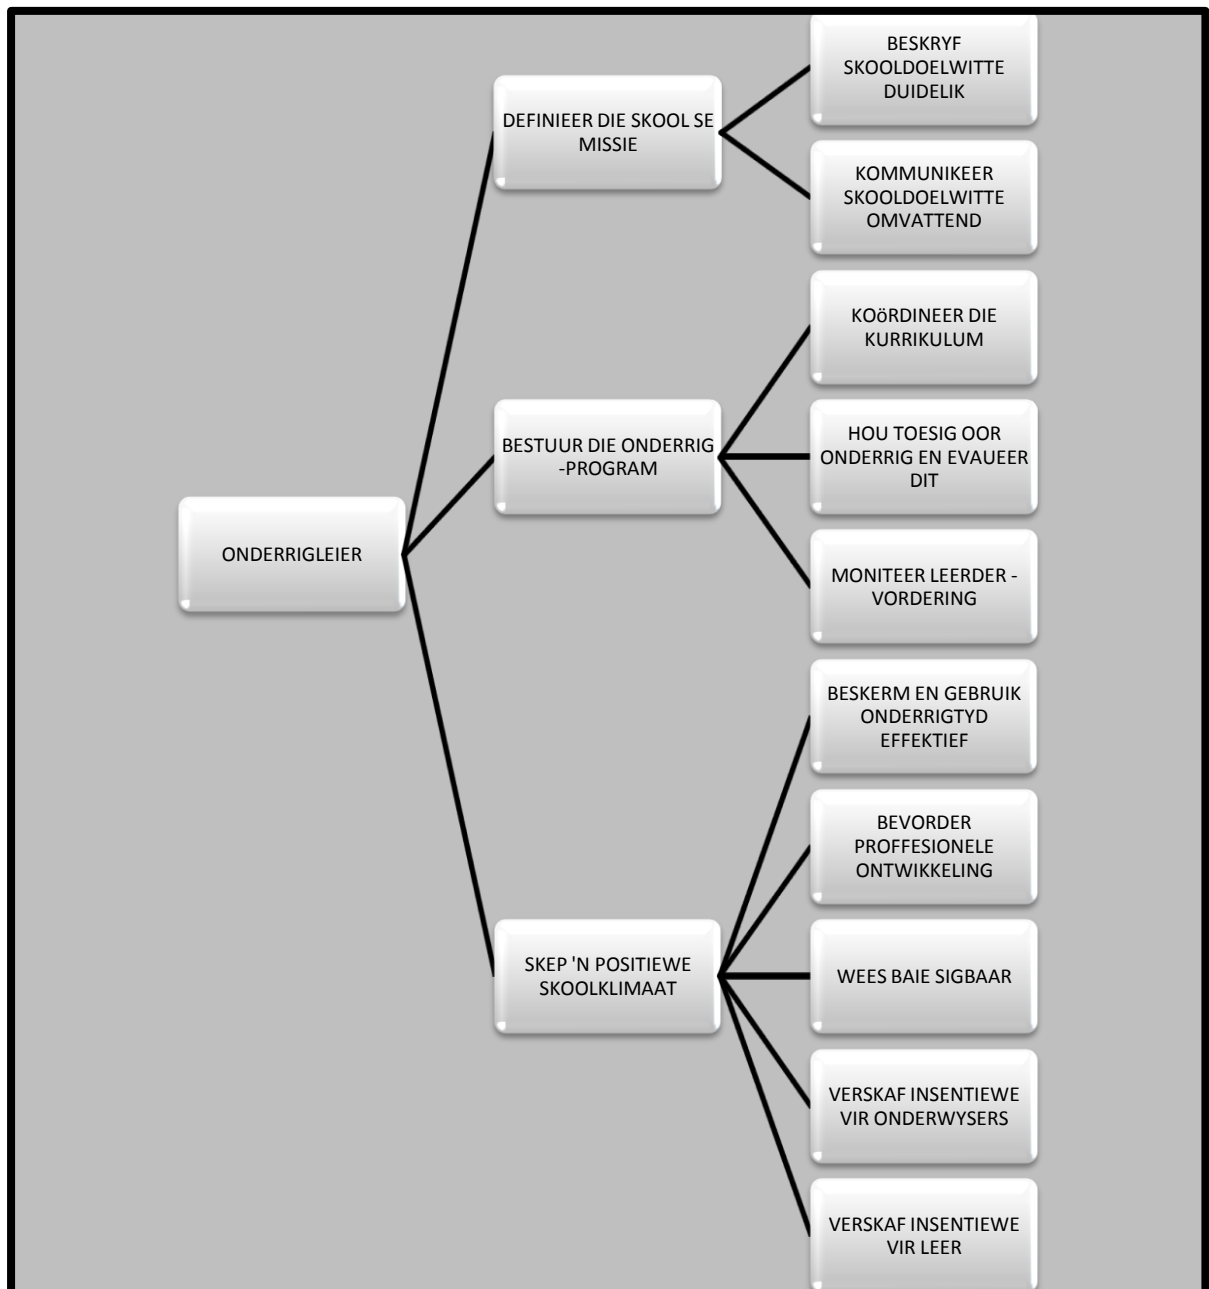 ONDERRIGLEIER
DEFINIEER DIE SKOOL SE
MISSIE
BESKRYF
SKOOLDOELWITTE
DUIDELIK
KOMMUNIKEER
SKOOLDOELWITTE
OMVATTEND
BESTUUR DIE ONDERRIG
-PROGRAM
KOöRDINEER DIE
KURRIKULUM
HOU TOESIG OOR
ONDERRIG EN EVAUEER
DIT
MONITEER LEERDER -
VORDERING
SKEP 'N POSITIEWE
SKOOLKLIMAAT
BESKERM EN GEBRUIK
ONDERRIGTYD
EFFEKTIEF
BEVORDER
PROFFESIONELE
ONTWIKKELING
WEES BAIE SIGBAAR
VERSKAF INSENTIEWE
VIR ONDERWYSERS
VERSKAF INSENTIEWE
VIR LEER